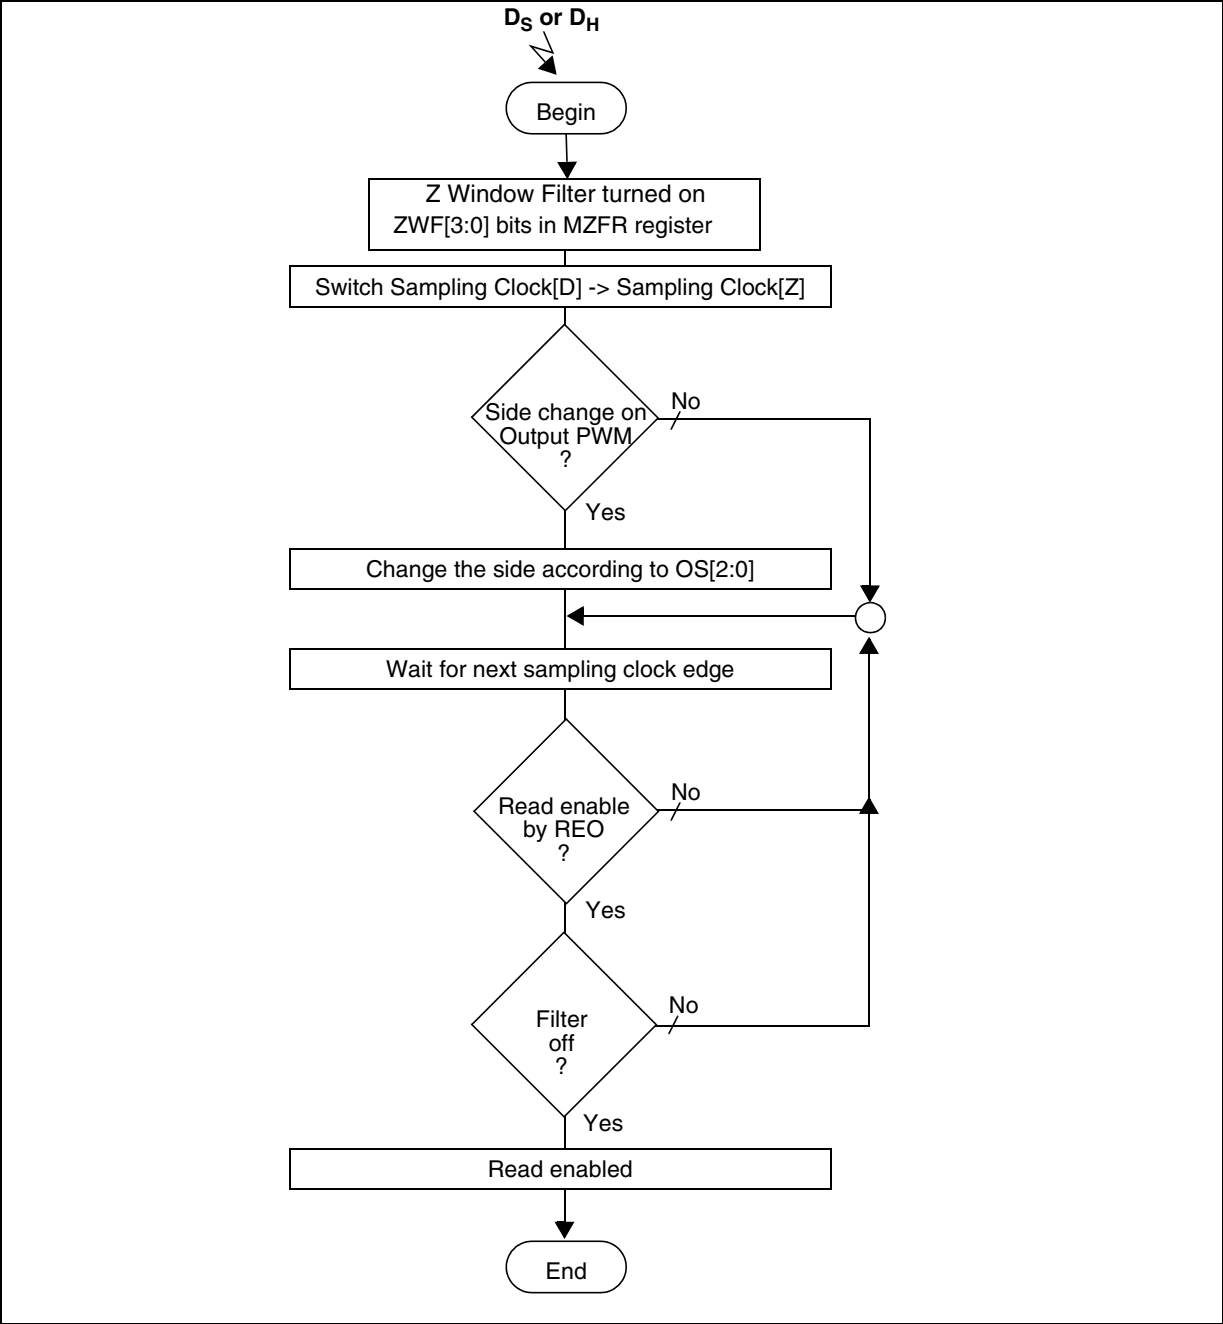 DS or DH
Begin
Z Window Filter turned on
ZWF[3:0] bits in MZFR register
Switch Sampling Clock[D] -> Sampling Clock[Z]
Side change on
Output PWM
?
No
Yes
Change the side according to OS[2:0]
Wait for next sampling clock edge
Read enable
by REO
?
No
Yes
Filter
off
?
No
Yes
Read enabled
End